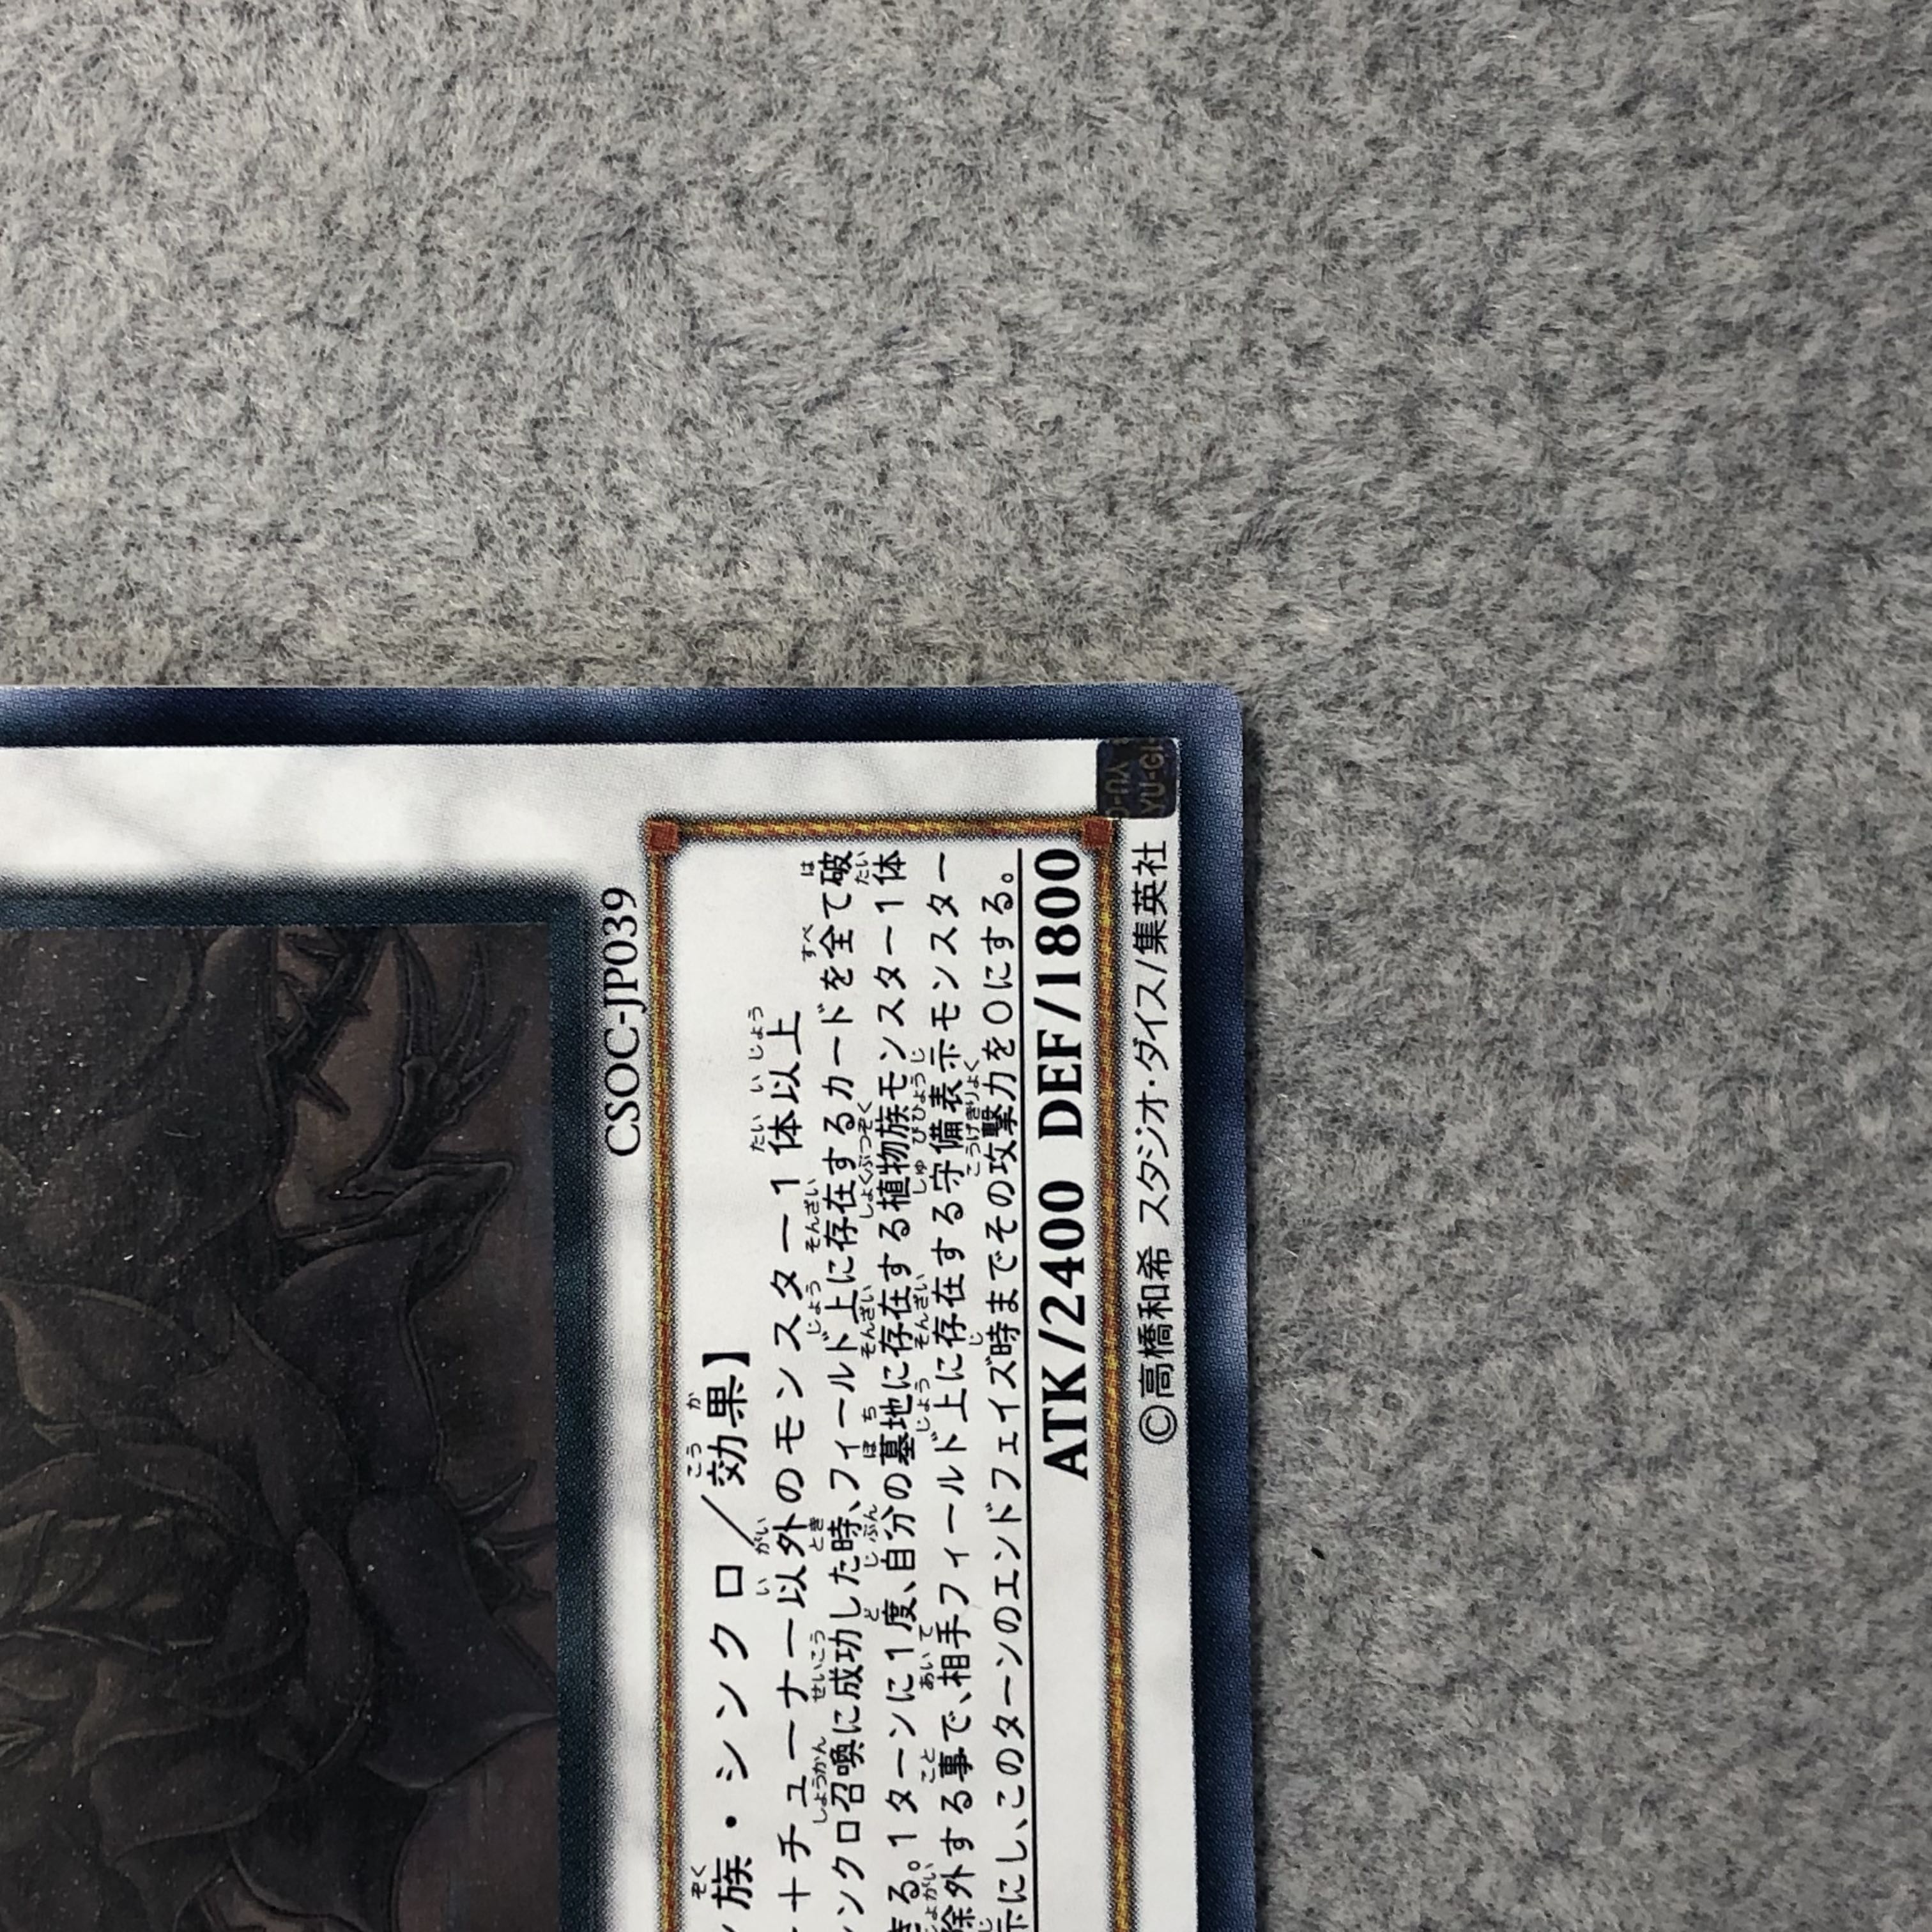 CSOC-JP039
族・シンクロ／効果】
＋チューナー以外のモンスター1体以上
ンクロ召喚に成功した時、フィールド上に存在するカードを全て破
きる。1ターンに1度、自分の墓地に存在する植物族モンスター1体
除外する事で、相手フィールド上に存在する守備表示モンスター
示にし、このターンのエンドフェイズ時までその攻撃力を0にする。
ATK/2400 DEF/1800
©高橋和希 スタジオ・ダイス/集英社
YU-GI